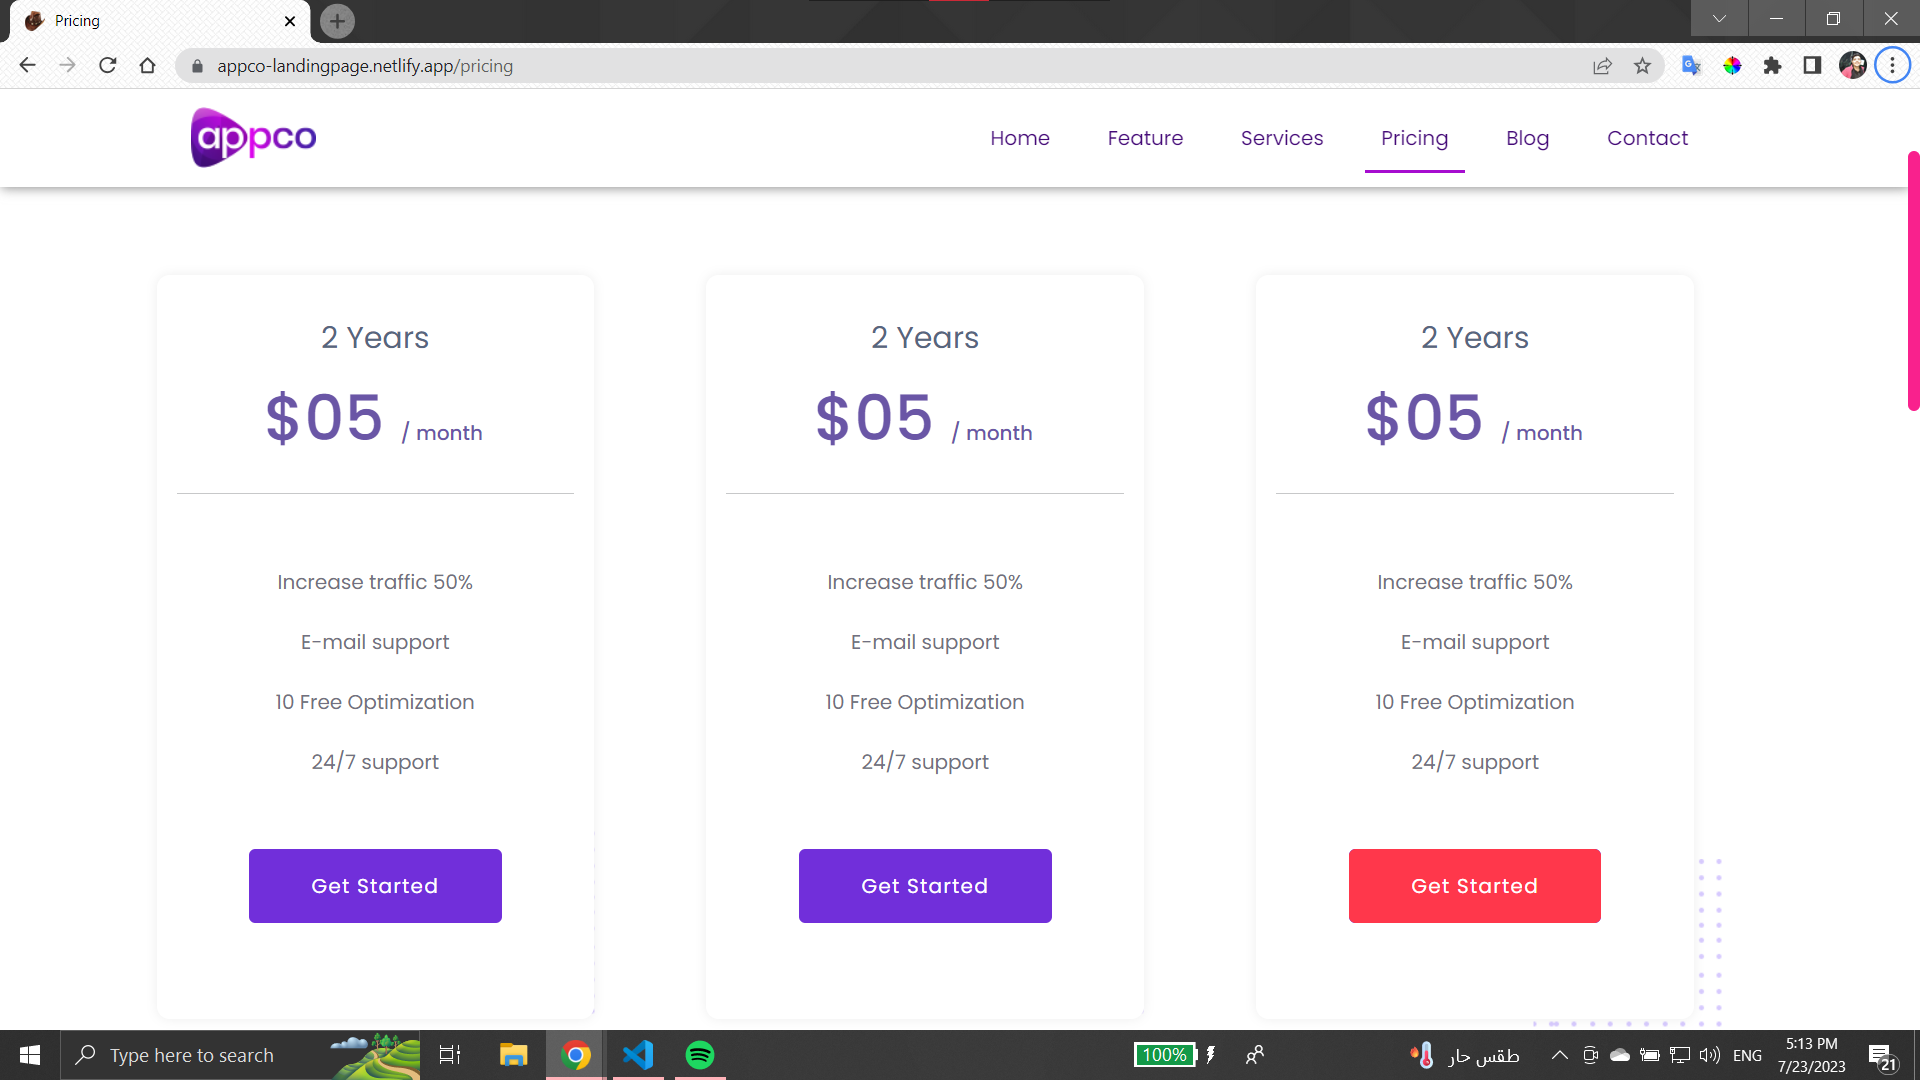 Pricing
appco-landingpage.netlify.app/pricing
appco
Home
Feature
Services
Pricing
Blog
Contact
2 Years
$05 / month
Increase traffic 50%
E-mail support
10 Free Optimization
24/7 support
Get Started
2 Years
$05 / month
Increase traffic 50%
E-mail support
10 Free Optimization
24/7 support
Get Started
2 Years
$05 / month
Increase traffic 50%
E-mail support
10 Free Optimization
24/7 support
Get Started
Type here to search
100%
طقس حار
ENG
5:13 PM
7/23/2023
21